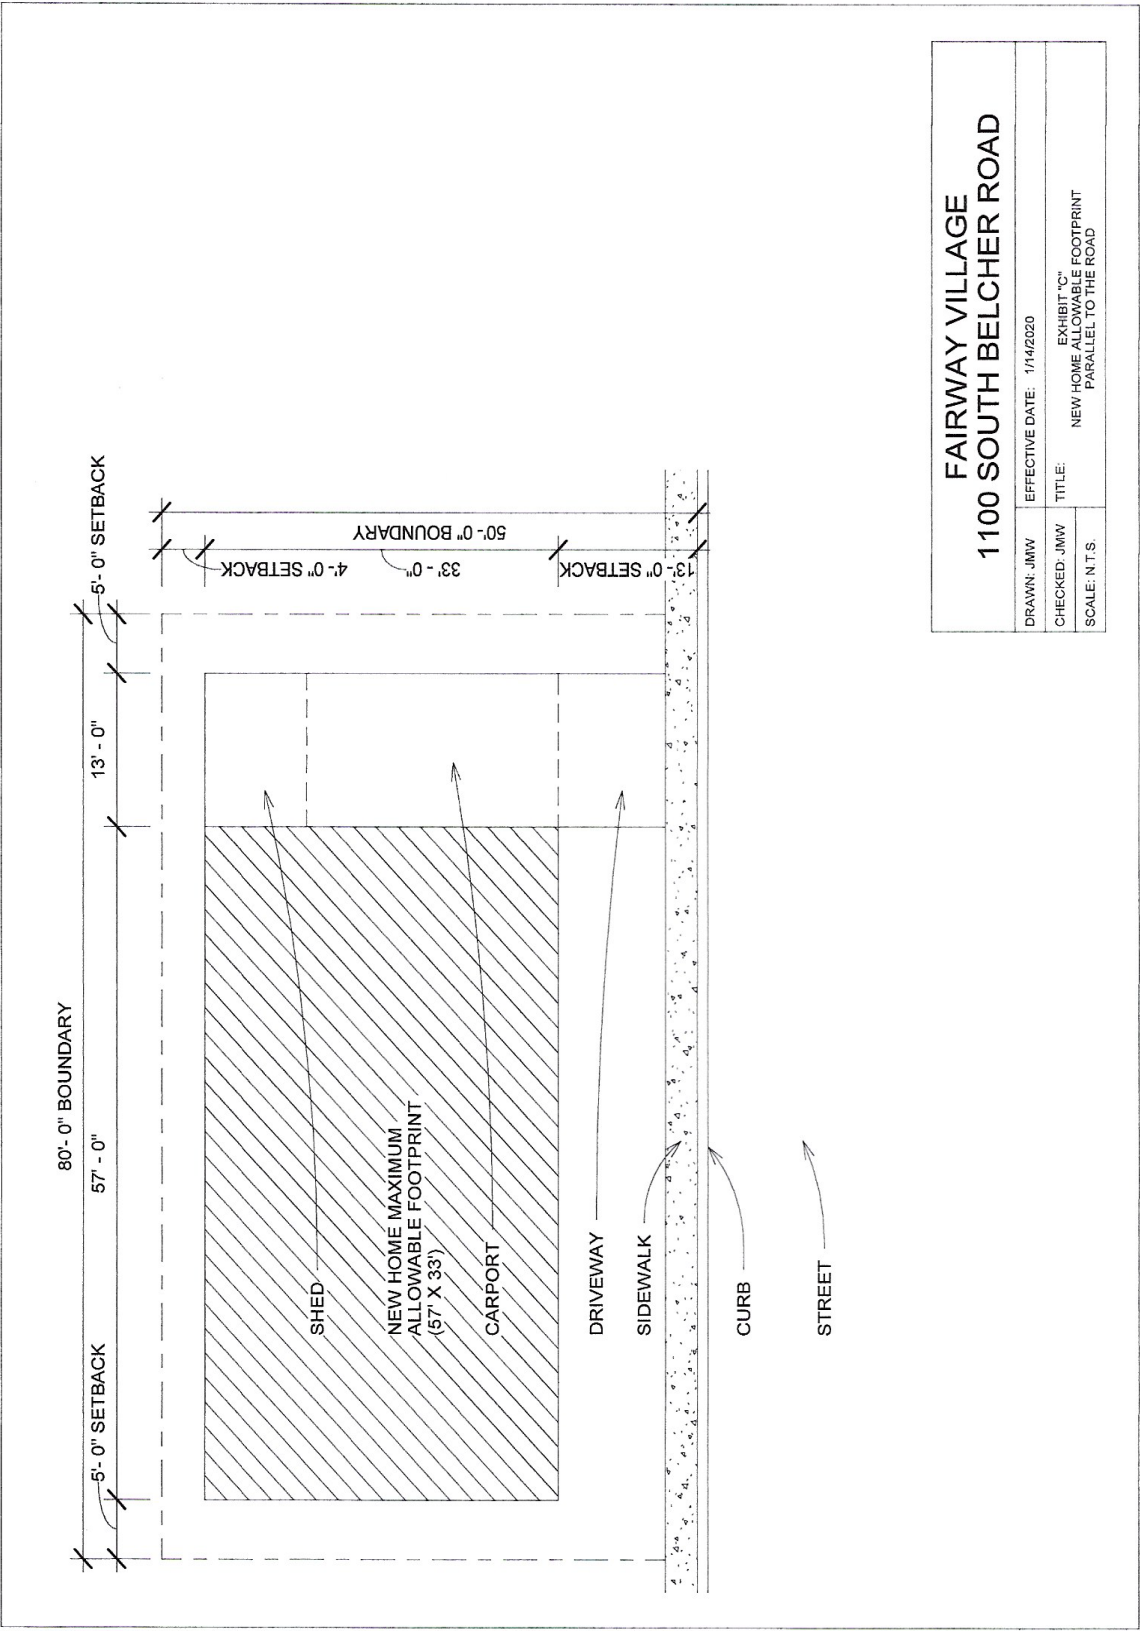 80'- 0" BOUNDARY
5'- 0" SETBACK
57' - 0"
13' - 0"
5'- 0" SETBACK
4'- 0" SETBACK
33' - 0"
13'- 0" SETBACK
50'- 0" BOUNDARY
SHED
NEW HOME MAXIMUM
ALLOWABLE FOOTPRINT
(57' X 33')
CARPORT
DRIVEWAY
SIDEWALK
CURB
STREET
FAIRWAY VILLAGE
1100 SOUTH BELCHER ROAD
DRAWN: JMW
EFFECTIVE DATE: 1/14/2020
CHECKED: JMW
TITLE:
EXHIBIT "C"
NEW HOME ALLOWABLE FOOTPRINT
PARALLEL TO THE ROAD
SCALE: N.T.S.